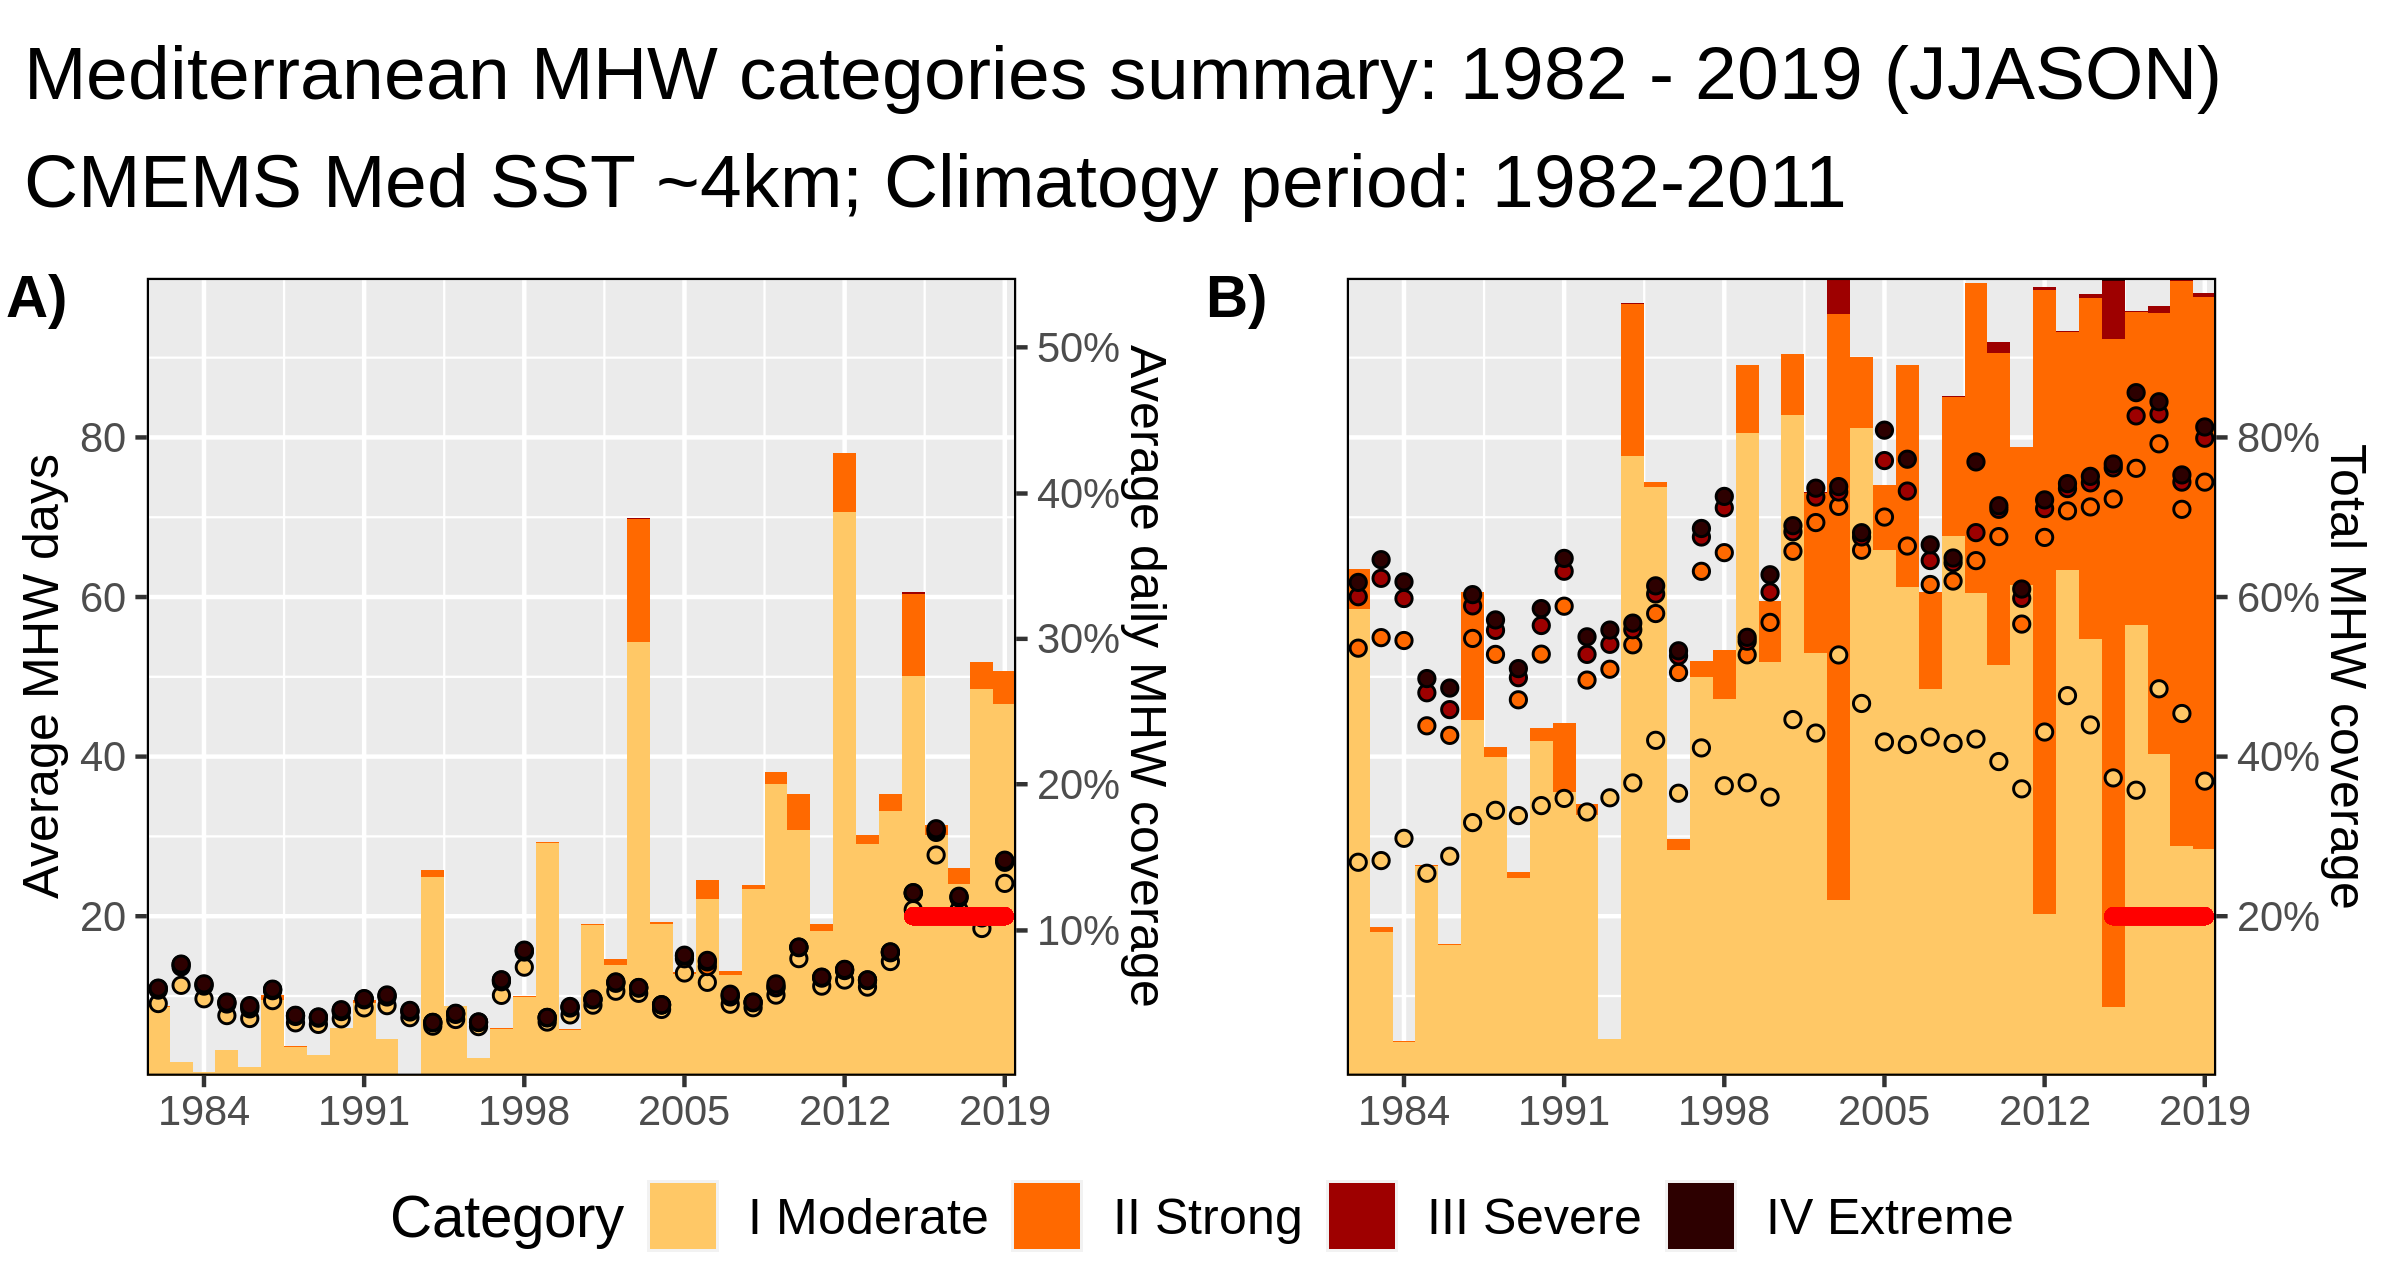 Mediterranean MHW categories summary: 1982 - 2019 (JJASON)
CMEMS Med SST ~4km; Climatogy period: 1982-2011
A)
Average MHW days
80
60
40
20
50%
40%
30%
20%
10%
Average daily MHW coverage
1984 1991 1998 2005 2012 2019
B)
80%
60%
40%
20%
Total MHW coverage
1984 1991 1998 2005 2012 2019
Category I Moderate II Strong III Severe IV Extreme